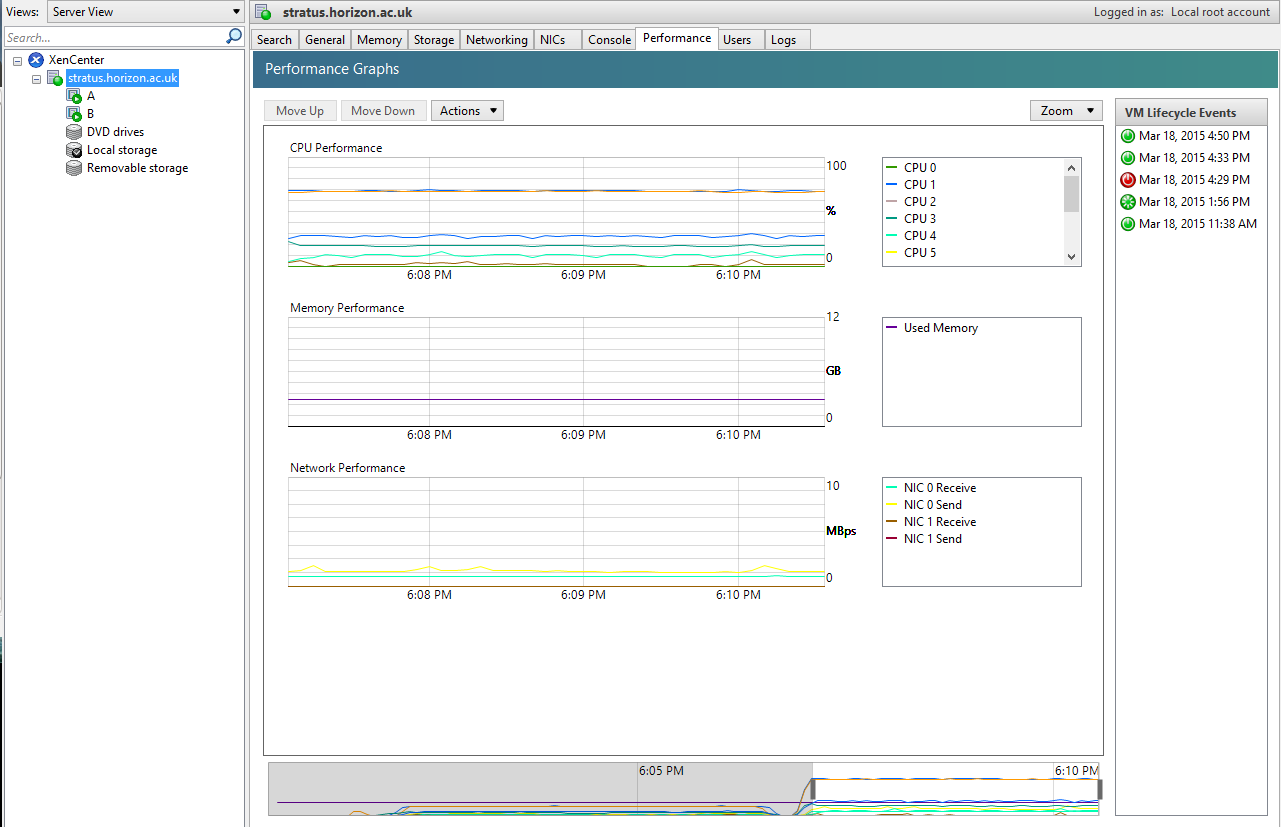 Views: Server View
stratus.horizon.ac.uk
Logged in as: Local root account
Search...
XenCenter
stratus.horizon.ac.uk
A
B
DVD drives
Local storage
Removable storage
Search General Memory Storage Networking NICs Console Performance Users Logs
Performance Graphs
Move Up Move Down Actions Zoom
CPU Performance
100
%
0
6:08 PM 6:09 PM 6:10 PM
CPU 0
CPU 1
CPU 2
CPU 3
CPU 4
CPU 5
Memory Performance
12
GB
0
6:08 PM 6:09 PM 6:10 PM
Used Memory
Network Performance
10
MBps
0
6:08 PM 6:09 PM 6:10 PM
NIC 0 Receive
NIC 0 Send
NIC 1 Receive
NIC 1 Send
6:05 PM 6:10 PM
VM Lifecycle Events
Mar 18, 2015 4:50 PM
Mar 18, 2015 4:33 PM
Mar 18, 2015 4:29 PM
Mar 18, 2015 1:56 PM
Mar 18, 2015 11:38 AM